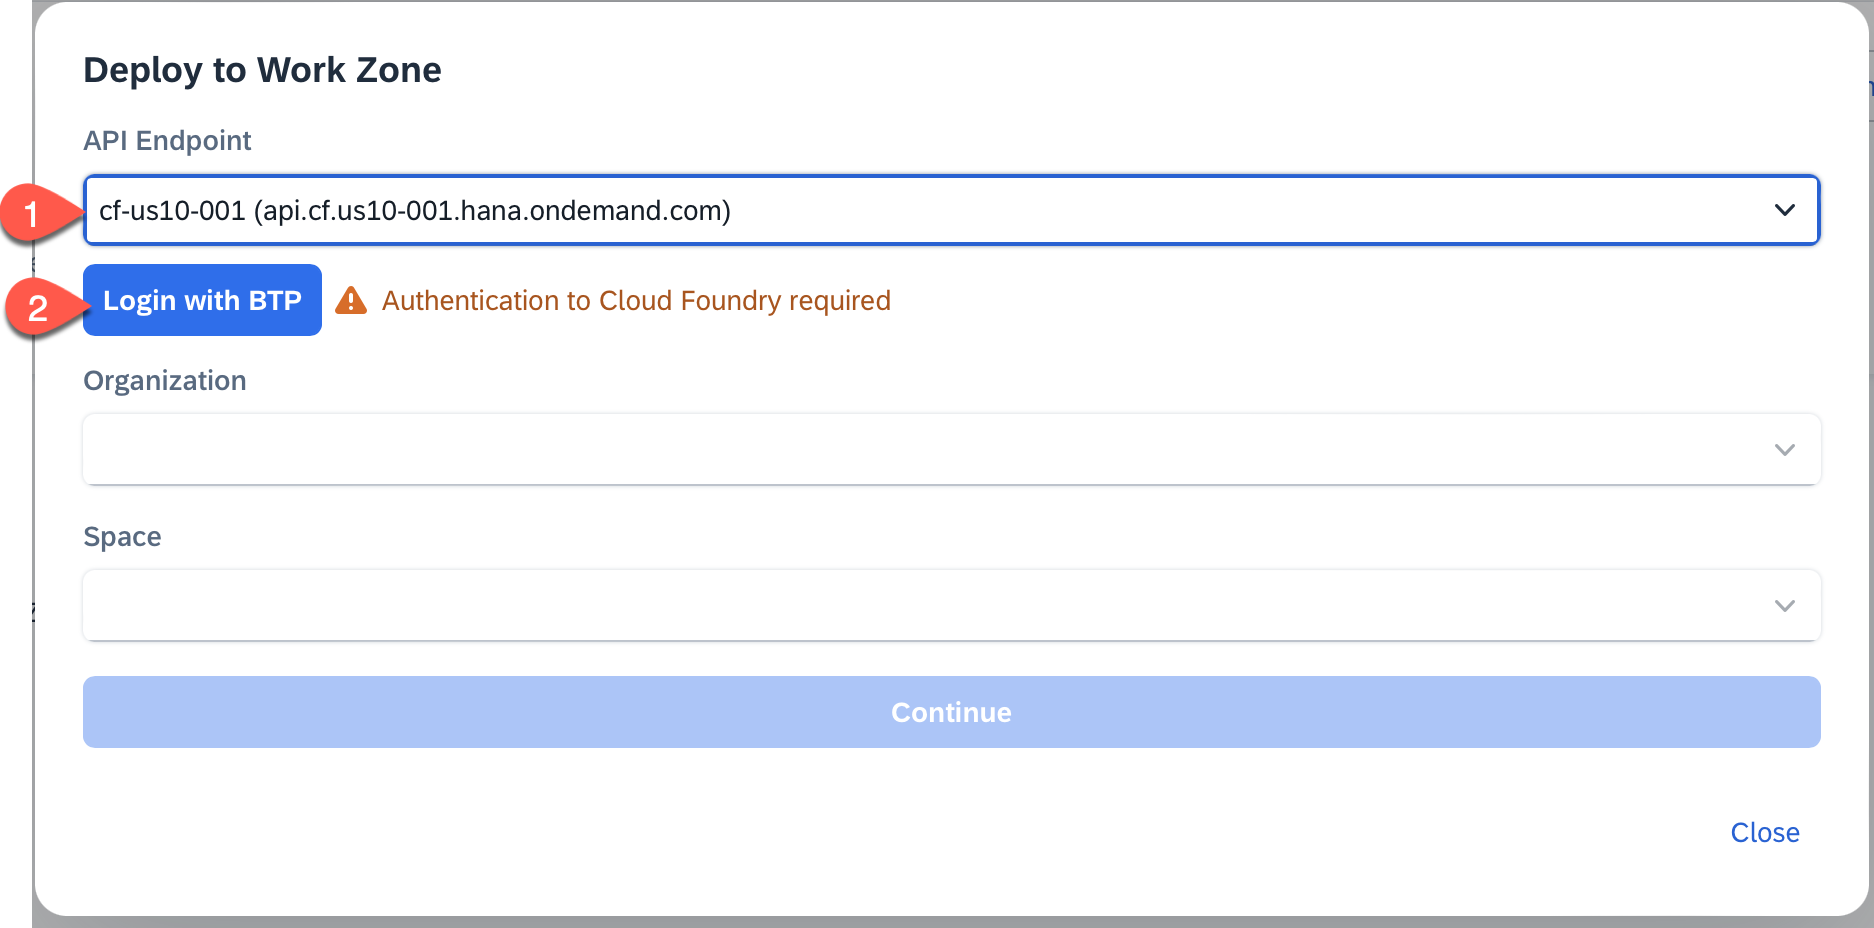 Deploy to Work Zone
API Endpoint
1
cf-us10-001 (api.cf.us10-001.hana.ondemand.com)
2
Login with BTP
Authentication to Cloud Foundry required
Organization
Space
Continue
Close